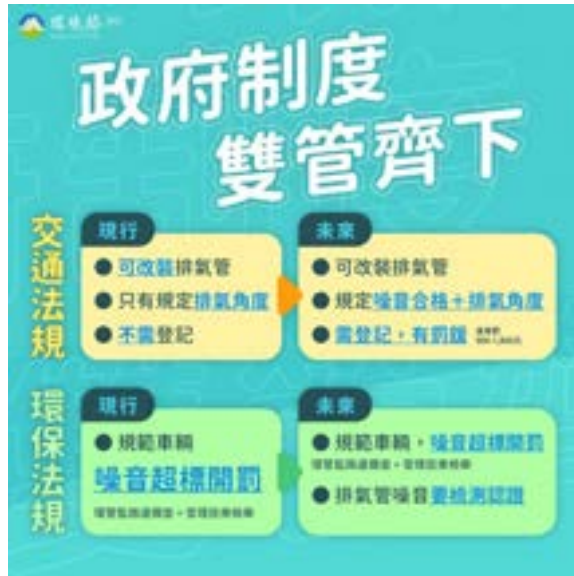 環境部
政府制度
雙管齊下
交通法規
現行
● 可改裝排氣管
● 只有規定排氣角度
● 不需登記
未來
● 可改裝排氣管
● 規定噪音合格＋排氣角度
● 需登記，有罰鍰
環保法規
現行
● 規範車輛
噪音超標開罰
未來
● 規範車輛，噪音超標開罰
● 排氣管噪音要檢測認證